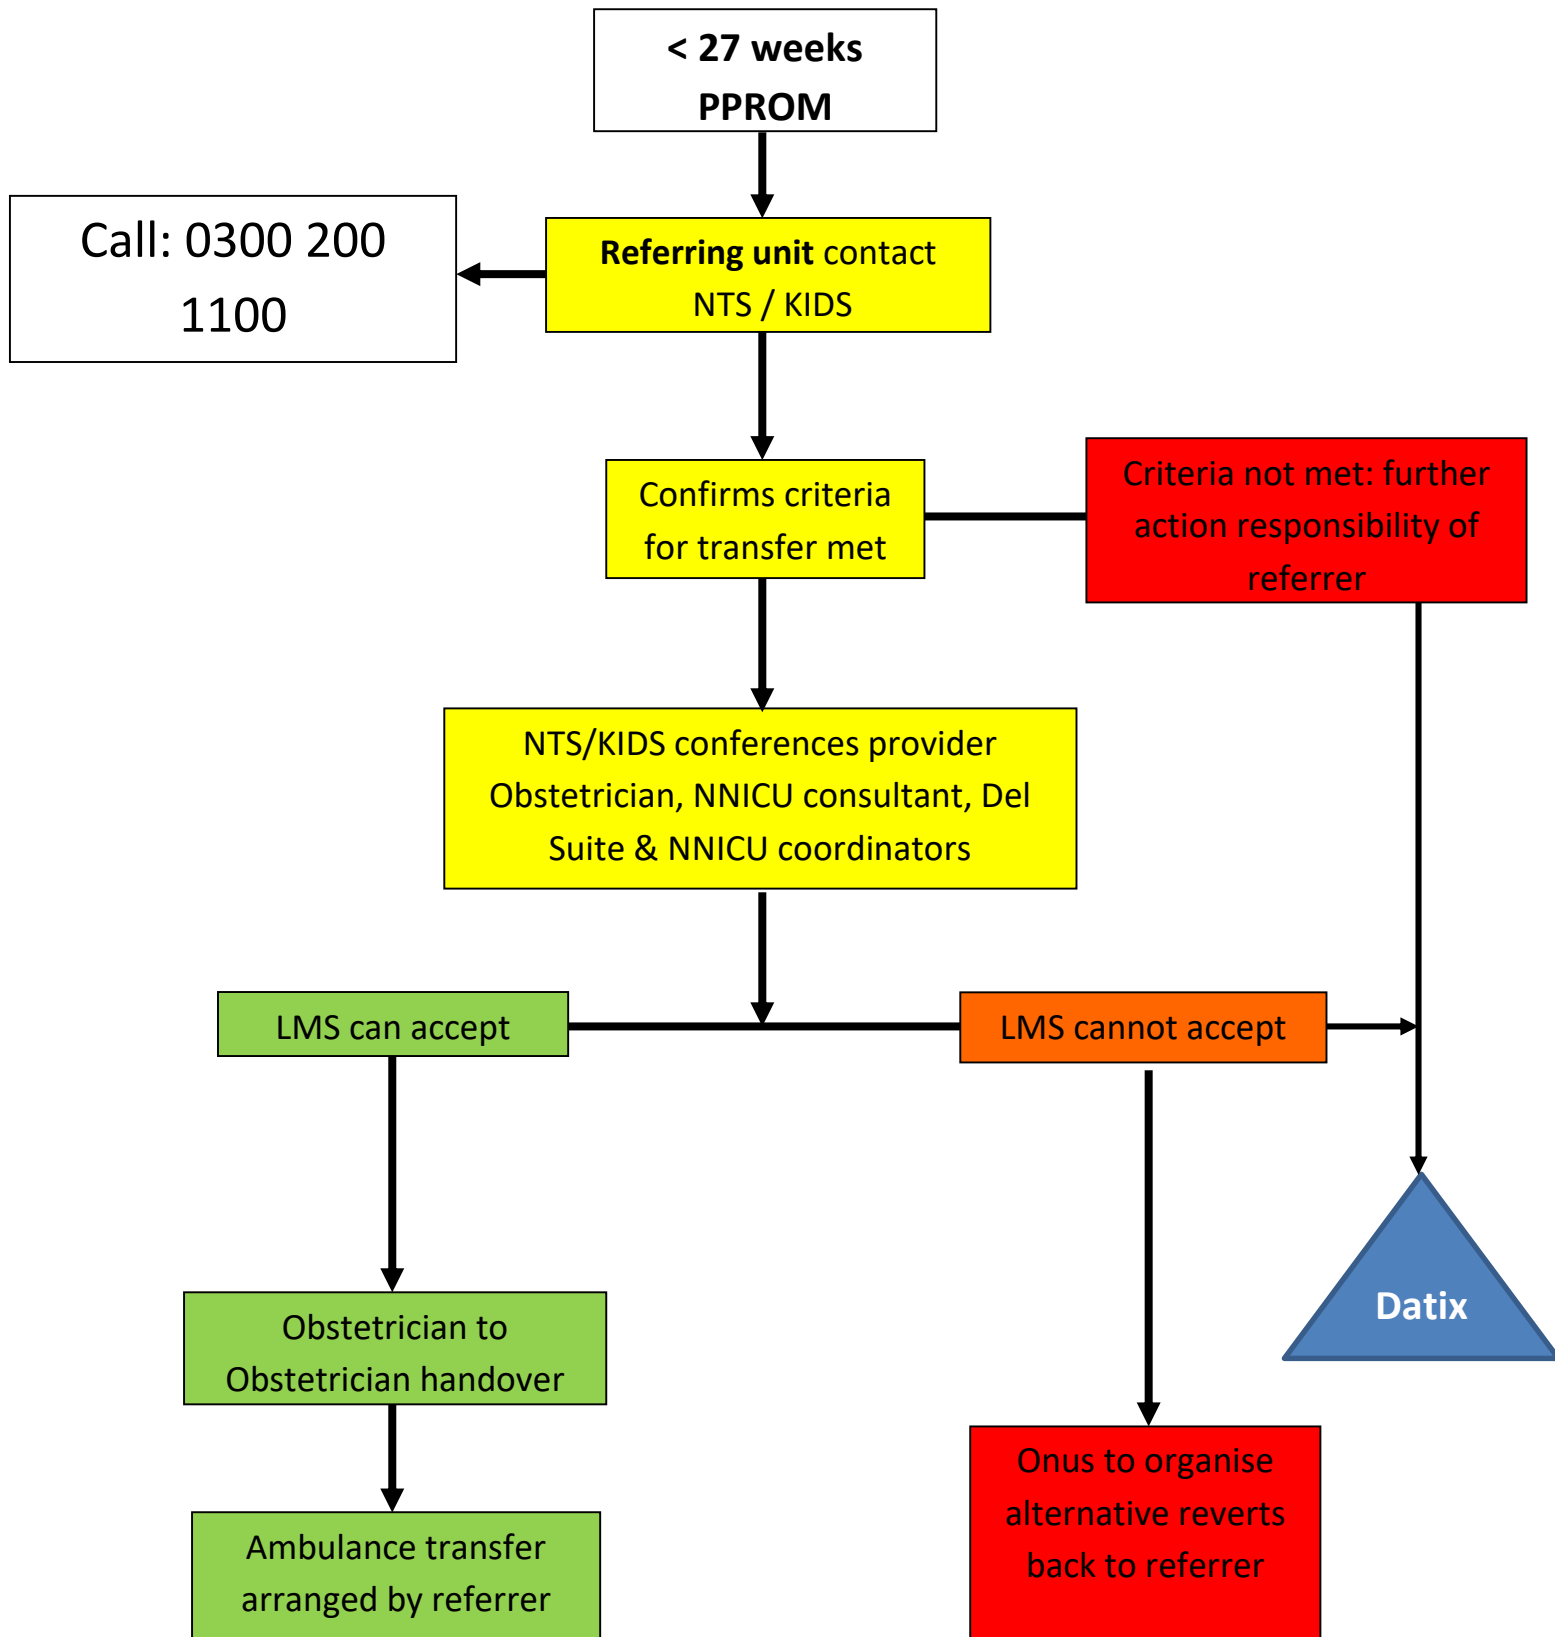 < 27 weeks
PPROM
Call: 0300 200
1100
Referring unit contact
NTS / KIDS
Confirms criteria
for transfer met
Criteria not met: further
action responsibility of
referrer
NTS/KIDS conferences provider
Obstetrician, NNICU consultant, Del
Suite & NNICU coordinators
LMS can accept
LMS cannot accept
Datix
Obstetrician to
Obstetrician handover
Onus to organise
alternative reverts
back to referrer
Ambulance transfer
arranged by referrer